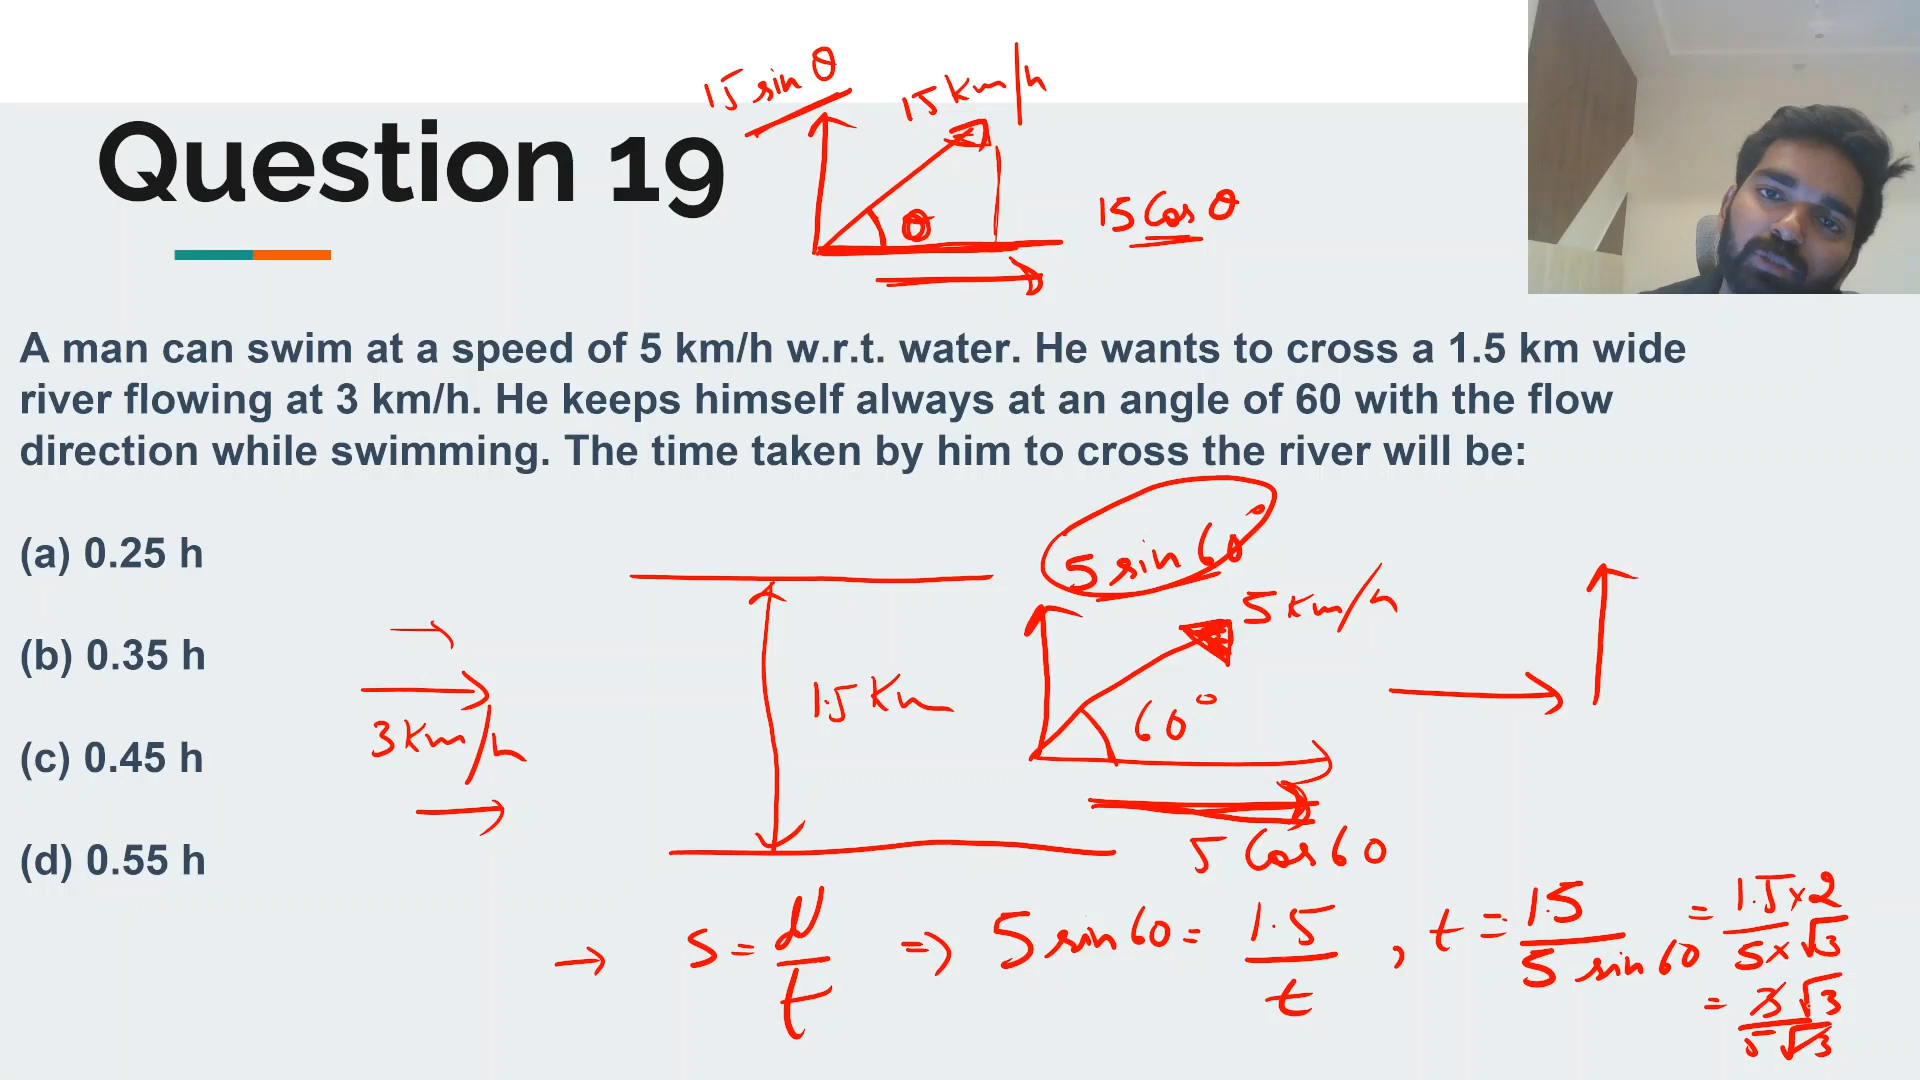 15 sin θ
15 km/h
Question 19
θ
15 Cos θ
A man can swim at a speed of 5 km/h w.r.t. water. He wants to cross a 1.5 km wide
river flowing at 3 km/h. He keeps himself always at an angle of 60 with the flow
direction while swimming. The time taken by him to cross the river will be:
(a) 0.25 h
5 sin 60°
5 km/h
(b) 0.35 h
1.5 Km
60°
3 km/h
(c) 0.45 h
5 Cos 60
(d) 0.55 h
→ S = d/t => 5 sin 60 = 1.5/t , t = 1.5/5 sin 60 = 1.5×2/5×√3
= 3√3/5√3